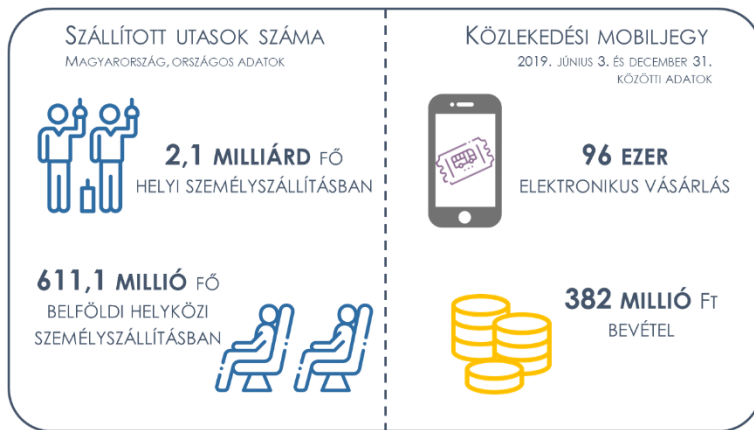 SZÁLLÍTOTT UTASOK SZÁMA
MAGYARORSZÁG, ORSZÁGOS ADATOK
2,1 MILLIÁRD FŐ
HELYI SZEMÉLYSZÁLLÍTÁSBAN
611,1 MILLIÓ FŐ
BELFÖLDI HELYKÖZI
SZEMÉLYSZÁLLÍTÁSBAN
KÖZLEKEDÉSI MOBILJEGY
2019. JÚNIUS 3. ÉS DECEMBER 31.
KÖZÖTTI ADATOK
96 EZER
ELEKTRONIKUS VÁSÁRLÁS
382 MILLIÓ FT
BEVÉTEL